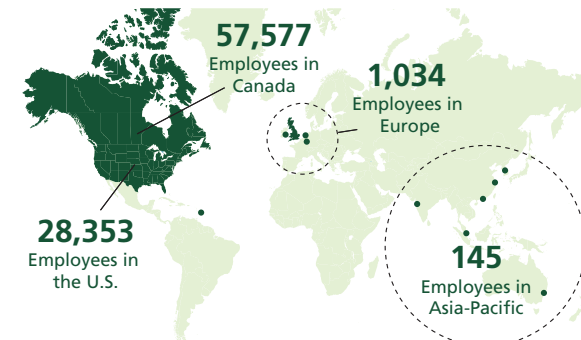 57,577
Employees in
Canada
1,034
Employees in
Europe
28,353
Employees in
the U.S.
145
Employees in
Asia-Pacific